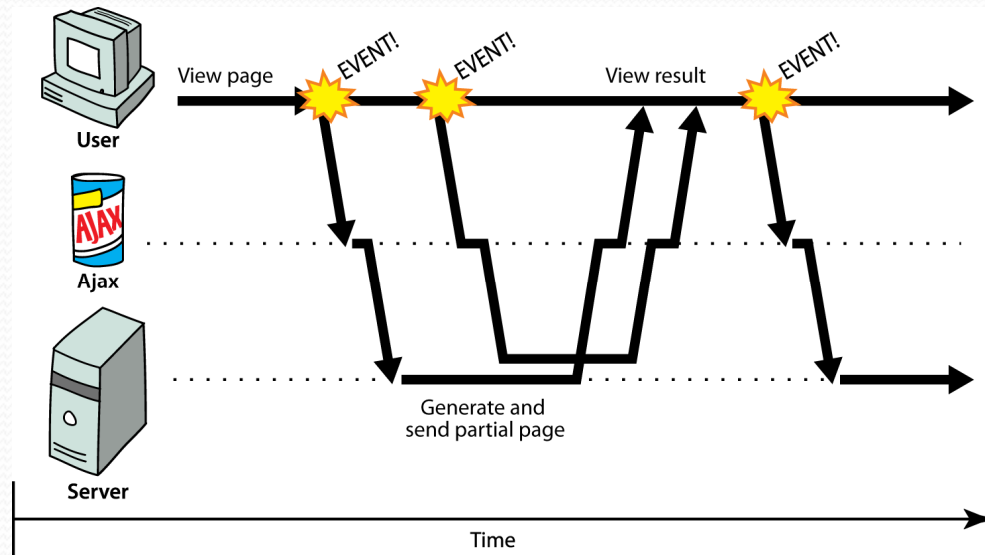 EVENT!
EVENT!
EVENT!
View page
View result
User
AJAX
Ajax
Generate and
send partial page
Server
Time